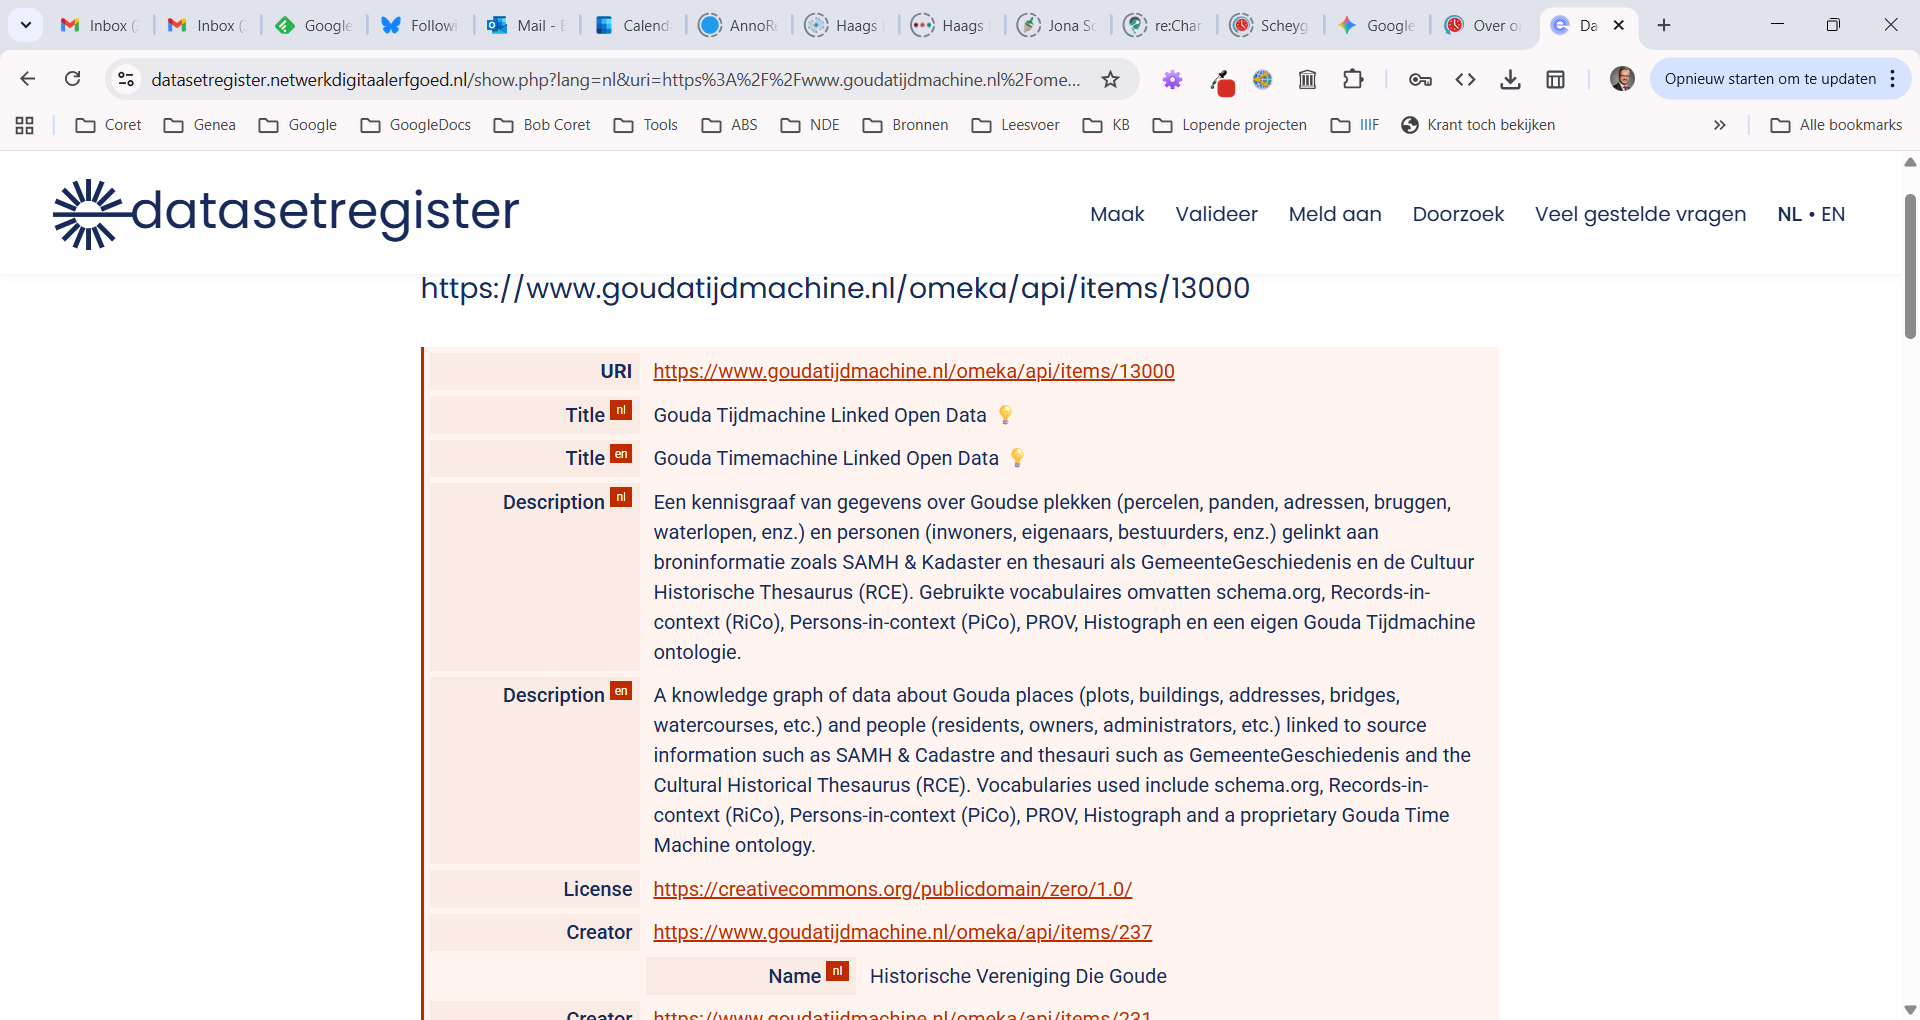 Inbox (
Inbox (
Google
Followi
Mail -
Calend
AnnoRe
Haags
Haags
Jona Sc
re:Char
Scheyg
Google
Over o
Da
datasetregister.netwerkdigitaalerfgoed.nl/show.php?lang=nl&uri=https%3A%2F%2Fwww.goudatijdmachine.nl%2Fome...
Opnieuw starten om te updaten
Coret
Genea
Google
GoogleDocs
Bob Coret
Tools
ABS
NDE
Bronnen
Leesvoer
KB
Lopende projecten
IIIF
Krant toch bekijken
»
Alle bookmarks
datasetregister
Maak
Valideer
Meld aan
Doorzoek
Veel gestelde vragen
NL • EN
https://www.goudatijdmachine.nl/omeka/api/items/13000
URI https://www.goudatijdmachine.nl/omeka/api/items/13000
Title nl Gouda Tijdmachine Linked Open Data 💡
Title en Gouda Timemachine Linked Open Data 💡
Description nl Een kennisgraaf van gegevens over Goudse plekken (percelen, panden, adressen, bruggen,
waterlopen, enz.) en personen (inwoners, eigenaars, bestuurders, enz.) gelinkt aan
broninformatie zoals SAMH & Kadaster en thesauri als GemeenteGeschiedenis en de Cultuur
Historische Thesaurus (RCE). Gebruikte vocabulaires omvatten schema.org, Records-in-
context (RiCo), Persons-in-context (PiCo), PROV, Histograph en een eigen Gouda Tijdmachine
ontologie.
Description en A knowledge graph of data about Gouda places (plots, buildings, addresses, bridges,
watercourses, etc.) and people (residents, owners, administrators, etc.) linked to source
information such as SAMH & Cadastre and thesauri such as GemeenteGeschiedenis and the
Cultural Historical Thesaurus (RCE). Vocabularies used include schema.org, Records-in-
context (RiCo), Persons-in-context (PiCo), PROV, Histograph and a proprietary Gouda Time
Machine ontology.
License https://creativecommons.org/publicdomain/zero/1.0/
Creator https://www.goudatijdmachine.nl/omeka/api/items/237
Name nl Historische Vereniging Die Goude
Creator https://www.goudatijdmachine.nl/omeka/api/items/231